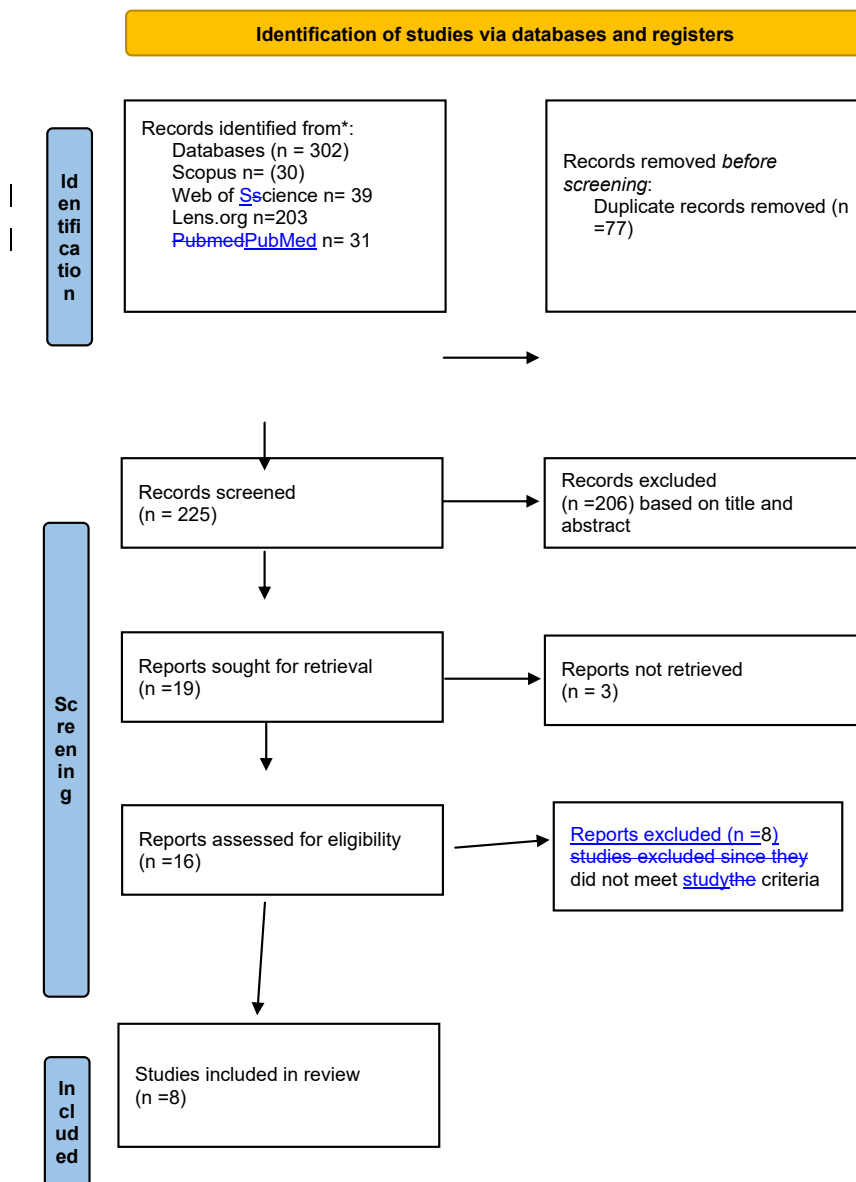 Identification of studies via databases and registers
Id
en
tifi
ca
tio
n
Records identified from*:
Databases (n = 302)
Scopus n= (30)
Web of Sscience n= 39
Lens.org n=203
PubmedPubMed n= 31
Records removed before
screening:
Duplicate records removed (n
=77)
Sc
re
en
in
g
Records screened
(n = 225)
Records excluded
(n =206) based on title and
abstract
Reports sought for retrieval
(n =19)
Reports not retrieved
(n = 3)
Reports assessed for eligibility
(n =16)
Reports excluded (n =8)
studies excluded since they
did not meet studythe criteria
In
cl
ud
ed
Studies included in review
(n =8)